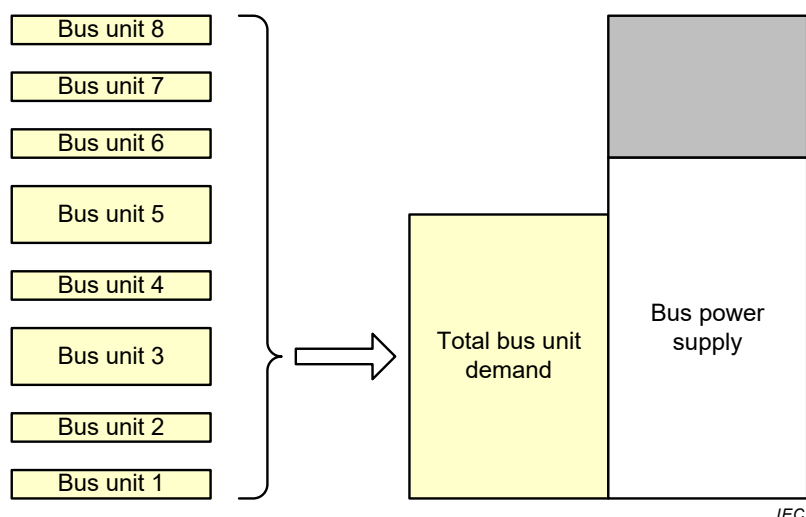 Bus unit 8
Bus unit 7
Bus unit 6
Bus unit 5
Bus unit 4
Bus unit 3
Bus unit 2
Bus unit 1
Total bus unit
demand
Bus power
supply
IEC